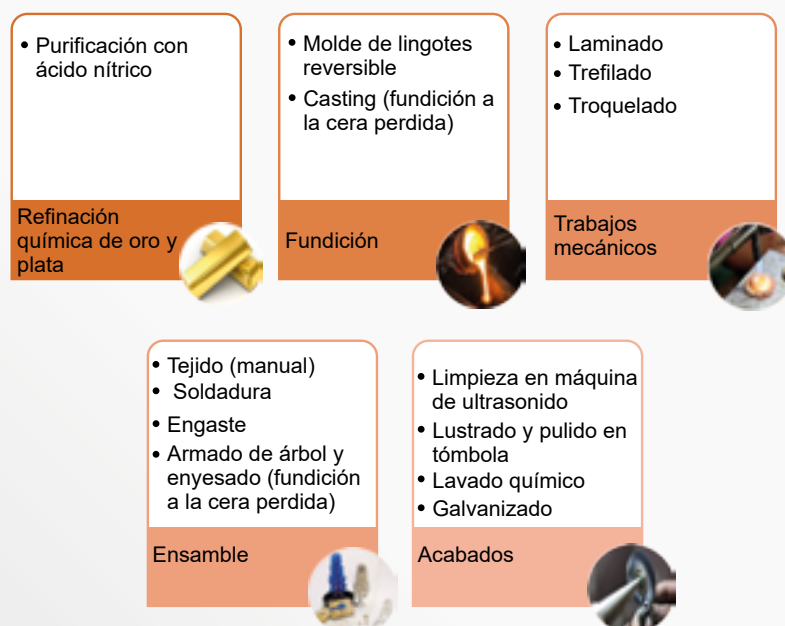 • Purificación con
ácido nítrico
Refinación
química de oro y
plata
• Molde de lingotes
reversible
• Casting (fundición a
la cera perdida)
Fundición
• Laminado
• Trefilado
• Troquelado
Trabajos
mecánicos
• Tejido (manual)
• Soldadura
• Engaste
• Armado de árbol y
enyesado (fundición
a la cera perdida)
Ensamble
• Limpieza en máquina
de ultrasonido
• Lustrado y pulido en
tómbola
• Lavado químico
• Galvanizado
Acabados